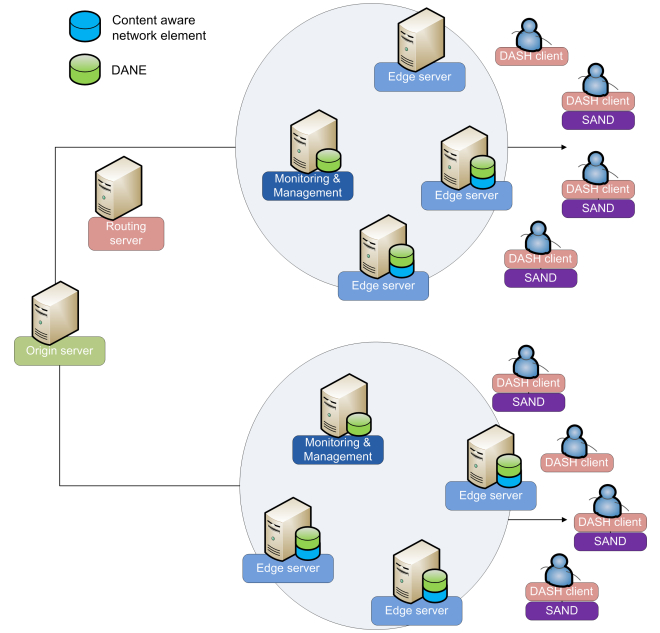 Content aware
network element
DANE
Edge server
DASH client
DASH client
SAND
Monitoring &
Management
Edge server
DASH client
SAND
Routing
server
Edge server
DASH client
SAND
Origin server
DASH client
SAND
Monitoring &
Management
Edge server
DASH client
DASH client
SAND
Edge server
Edge server
DASH client
SAND